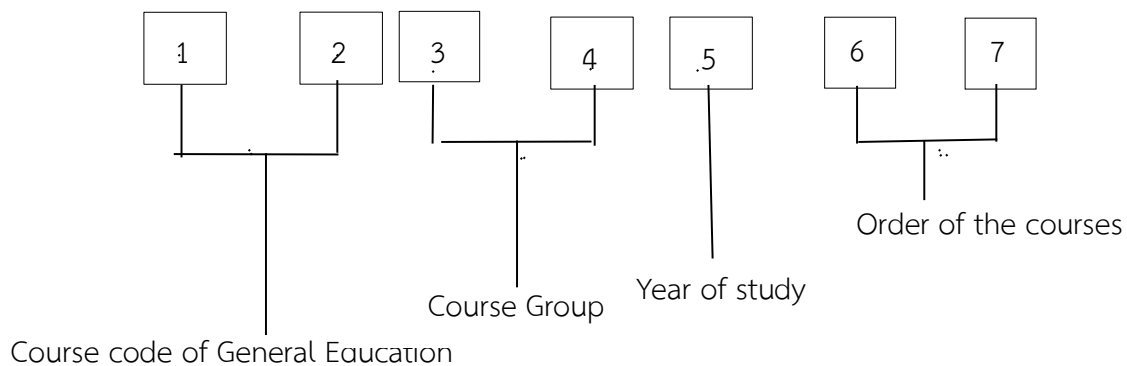 1 2 3 4 5 6 7
Order of the courses
Year of study
Course Group
Course code of General Education